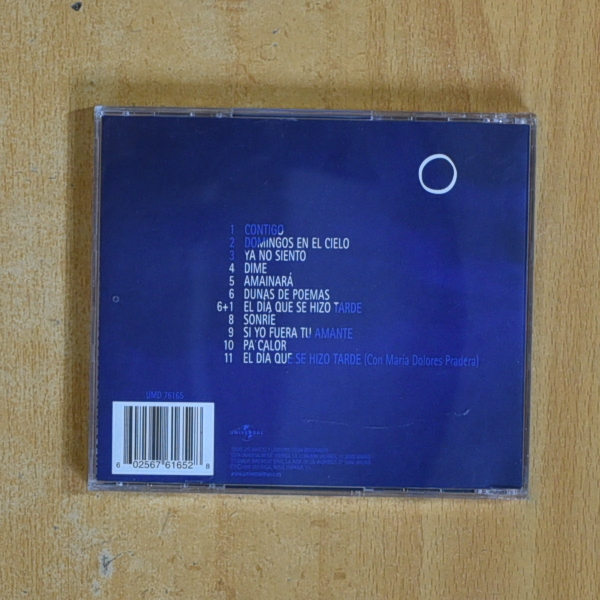 1 CONTIGO
2 DOMINGOS EN EL CIELO
3 YA NO SIENTO
4 DIME
5 AMAINARÁ
6 DUNAS DE POEMAS
6+1 EL DÍA QUE SE HIZO TARDE
8 SONRÍE
9 SI YO FUERA TU AMANTE
10 PA'CALOR
11 EL DÍA QUE SE HIZO TARDE (Con María Dolores Pradera)
UMD 76165
6 02567 61652 8
UNIVERSAL